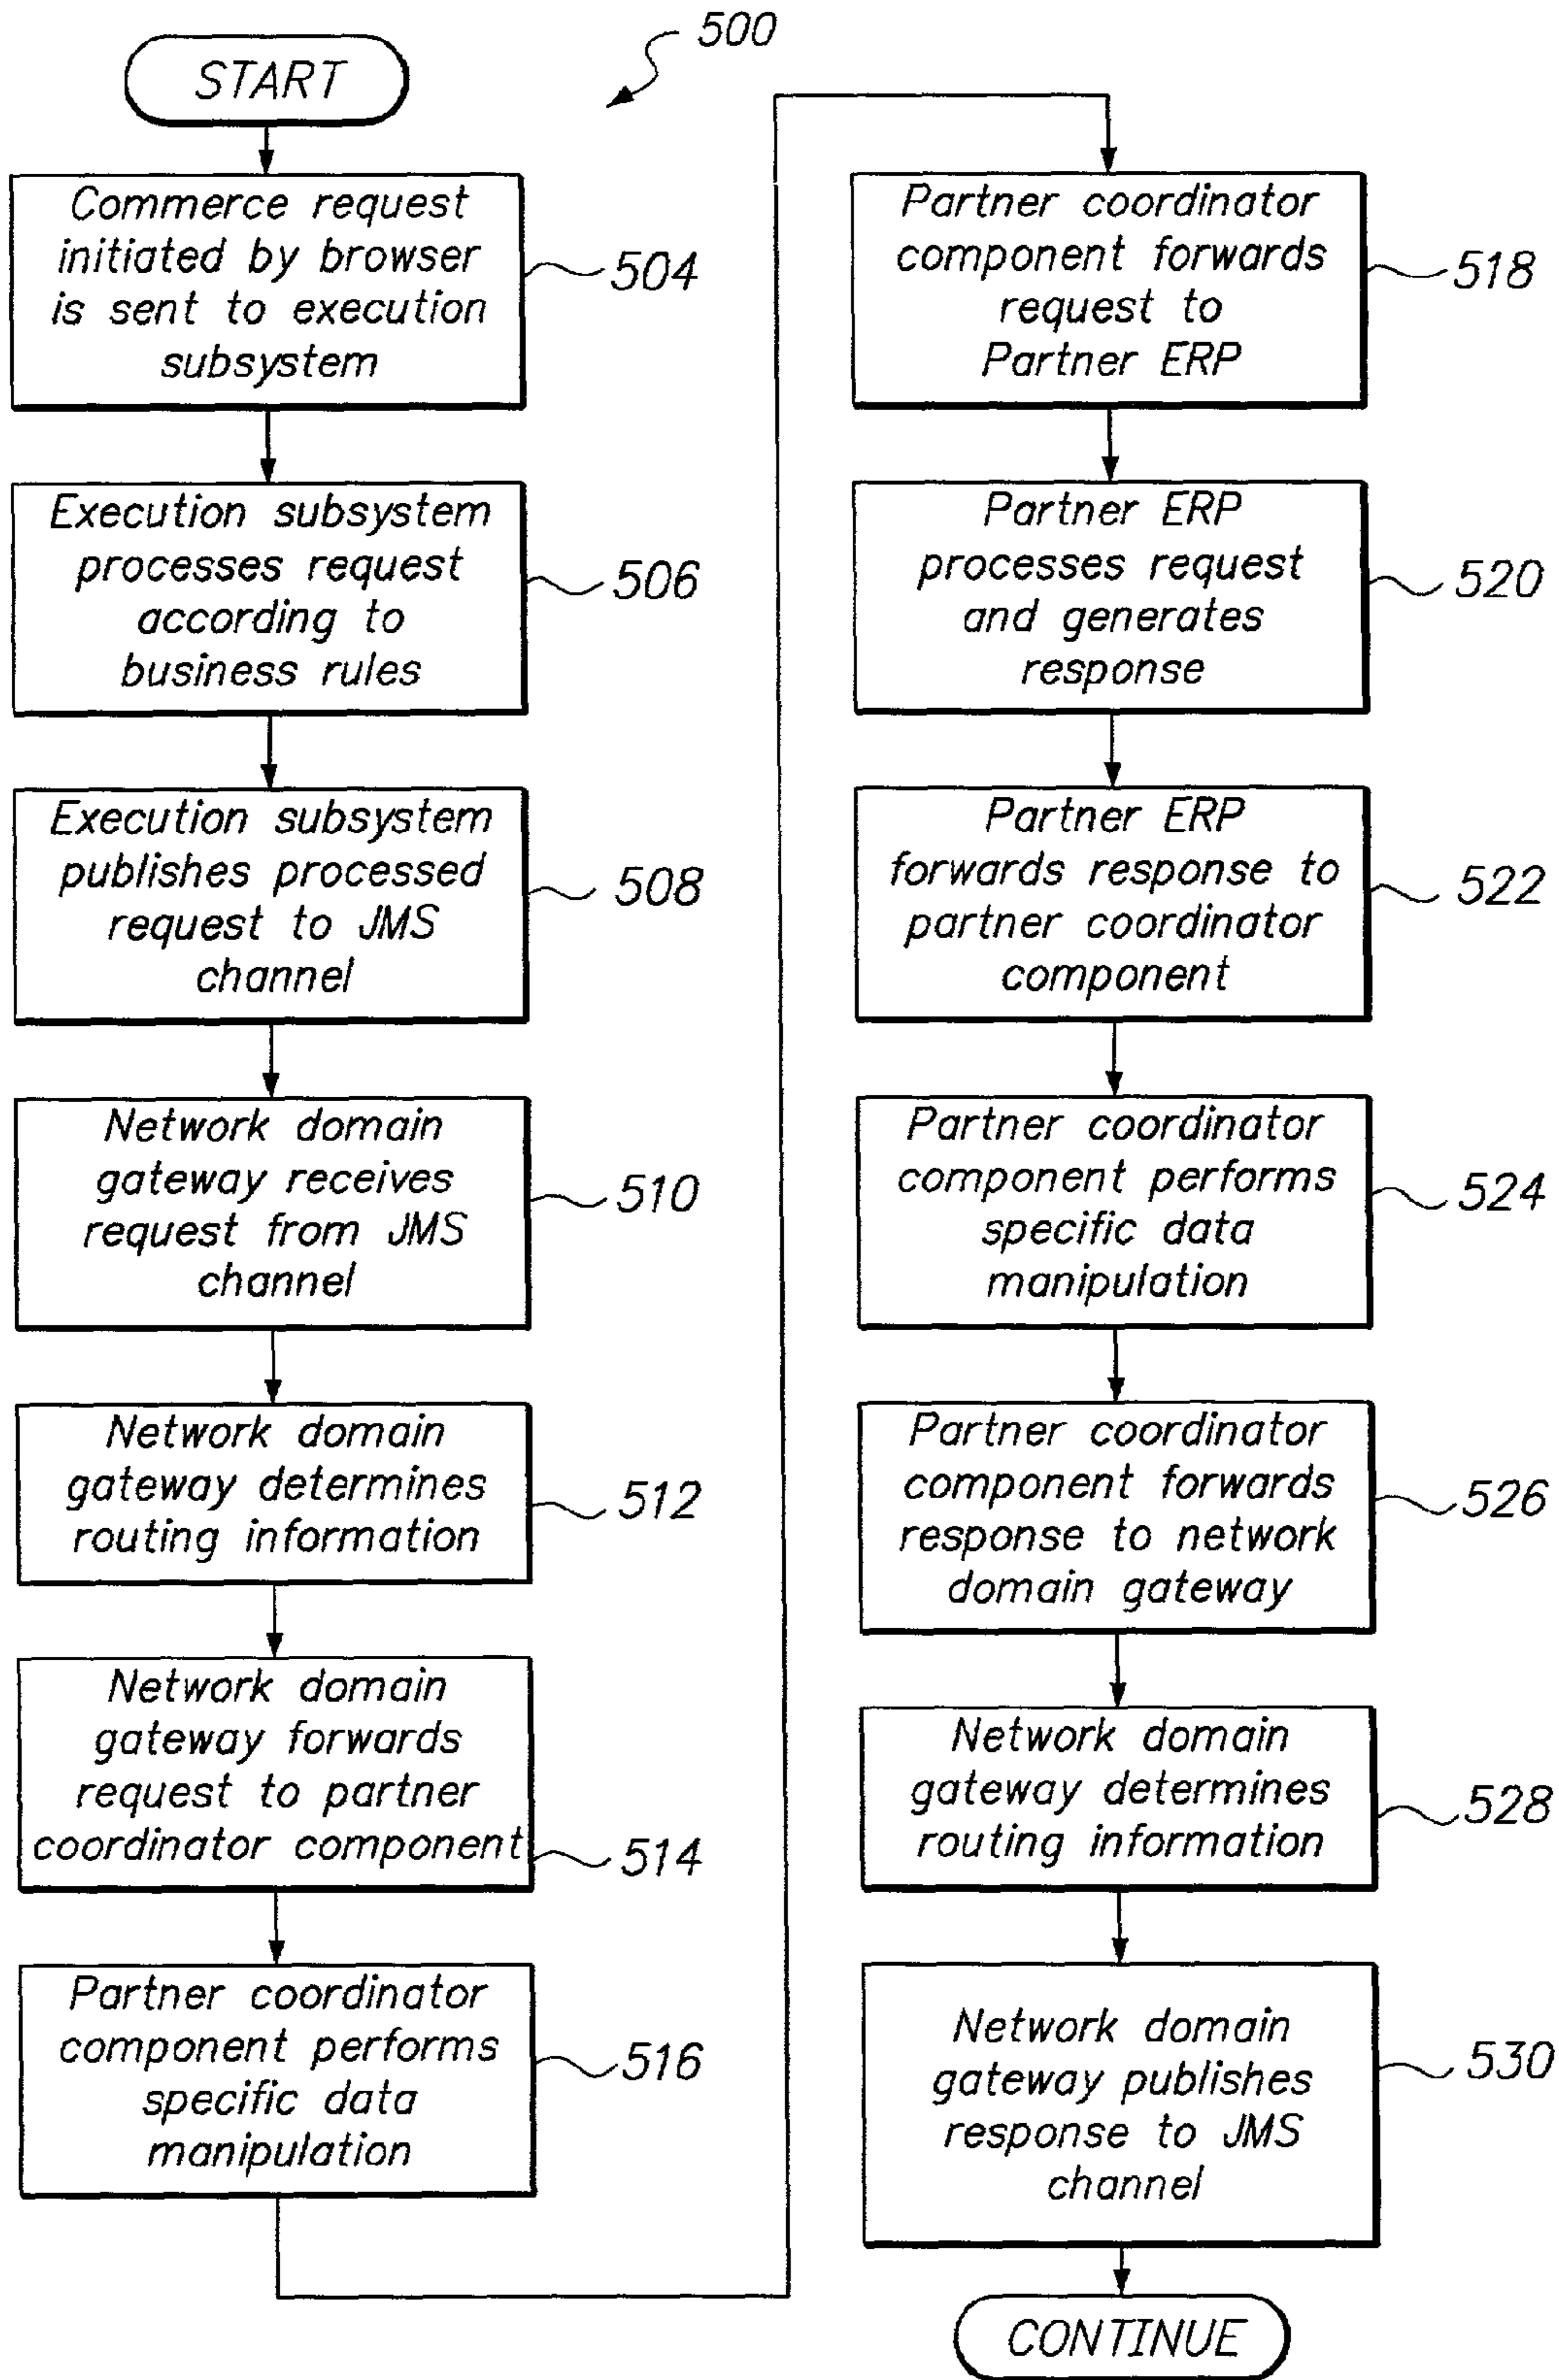 500
START
Commerce request
initiated by browser
is sent to execution
subsystem
504
Execution subsystem
processes request
according to
business rules
506
Execution subsystem
publishes processed
request to JMS
channel
508
Network domain
gateway receives
request from JMS
channel
510
Network domain
gateway determines
routing information
512
Network domain
gateway forwards
request to partner
coordinator component
514
Partner coordinator
component performs
specific data
manipulation
516
Partner coordinator
component forwards
request to
Partner ERP
518
Partner ERP
processes request
and generates
response
520
Partner ERP
forwards response to
partner coordinator
component
522
Partner coordinator
component performs
specific data
manipulation
524
Partner coordinator
component forwards
response to network
domain gateway
526
Network domain
gateway determines
routing information
528
Network domain
gateway publishes
response to JMS
channel
530
CONTINUE